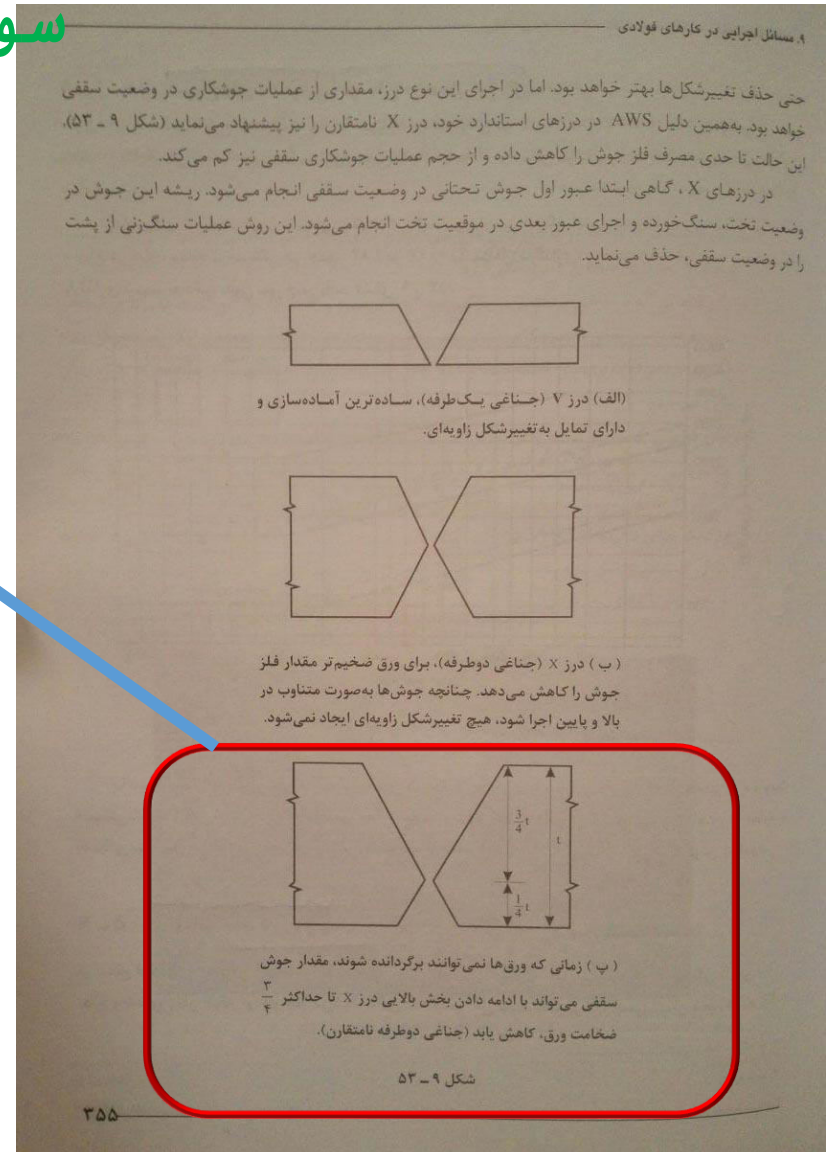 سو
۹. مسائل اجرایی در کارهای فولادی
حتی حذف تغییرشکل‌ها بهتر خواهد بود. اما در اجرای این نوع درز، مقداری از عملیات جوشکاری در وضعیت سقفی
خواهد بود. به‌همین دلیل AWS در درزهای استاندارد خود، درز X نامتقارن را نیز پیشنهاد می‌نماید (شکل ۹ ــ ۵۳).
این حالت تا حدی مصرف فلز جوش را کاهش داده و از حجم عملیات جوشکاری سقفی نیز کم می‌کند.
در درزهای X ، گاهی ابتدا عبور اول جوش تحتانی در وضعیت سقفی انجام می‌شود. ریشه این جوش در
وضعیت تخت، سنگ‌خورده و اجرای عبور بعدی در موقعیت تخت انجام می‌شود. این روش عملیات سنگ‌زنی از پشت
را در وضعیت سقفی، حذف می‌نماید.
(الف) درز V (جناغی یک‌طرفه)، ساده‌ترین آماده‌سازی و
دارای تمایل به‌تغییرشکل زاویه‌ای.
( ب ) درز X (جناغی دوطرفه)، برای ورق ضخیم‌تر مقدار فلز
جوش را کاهش می‌دهد. چنانچه جوش‌ها به‌صورت متناوب در
بالا و پایین اجرا شود، هیچ تغییرشکل زاویه‌ای ایجاد نمی‌شود.
3/4 t
t
1/4 t
( پ ) زمانی که ورق‌ها نمی‌توانند برگردانده شوند، مقدار جوش
سقفی می‌تواند با ادامه دادن بخش بالایی درز X تا حداکثر ۳/۴
ضخامت ورق، کاهش یابد (جناغی دوطرفه نامتقارن).
شکل ۹ ــ ۵۳
۳۵۵